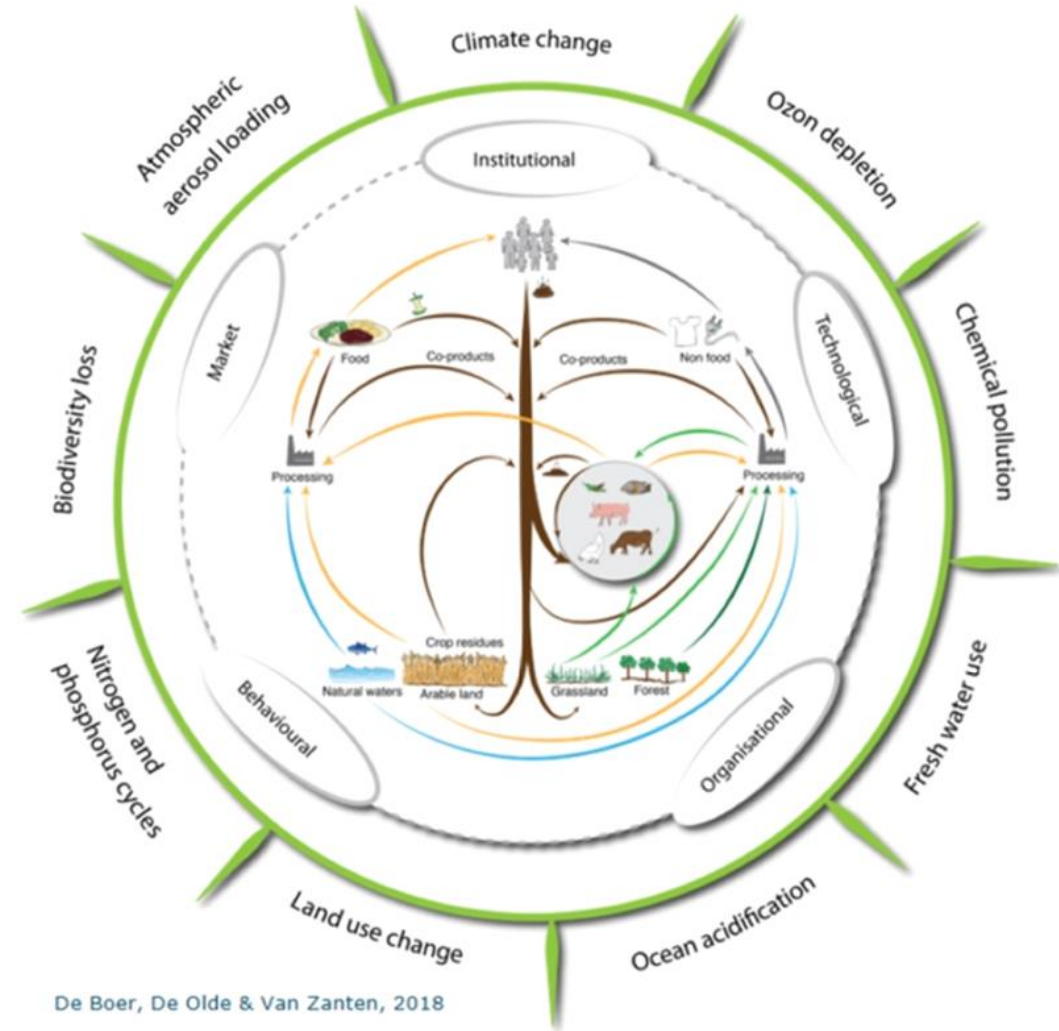 Climate change
Ozon depletion
Atmospheric
aerosol loading
Institutional
Market
Technological
Chemical pollution
Biodiversity loss
Food
Co-products
Co-products
Non food
Processing
Processing
Crop residues
Natural waters
Arable land
Grassland
Forest
Behavioural
Organisational
Nitrogen and
phosphorus cycles
Fresh water use
Land use change
Ocean acidification
De Boer, De Olde & Van Zanten, 2018